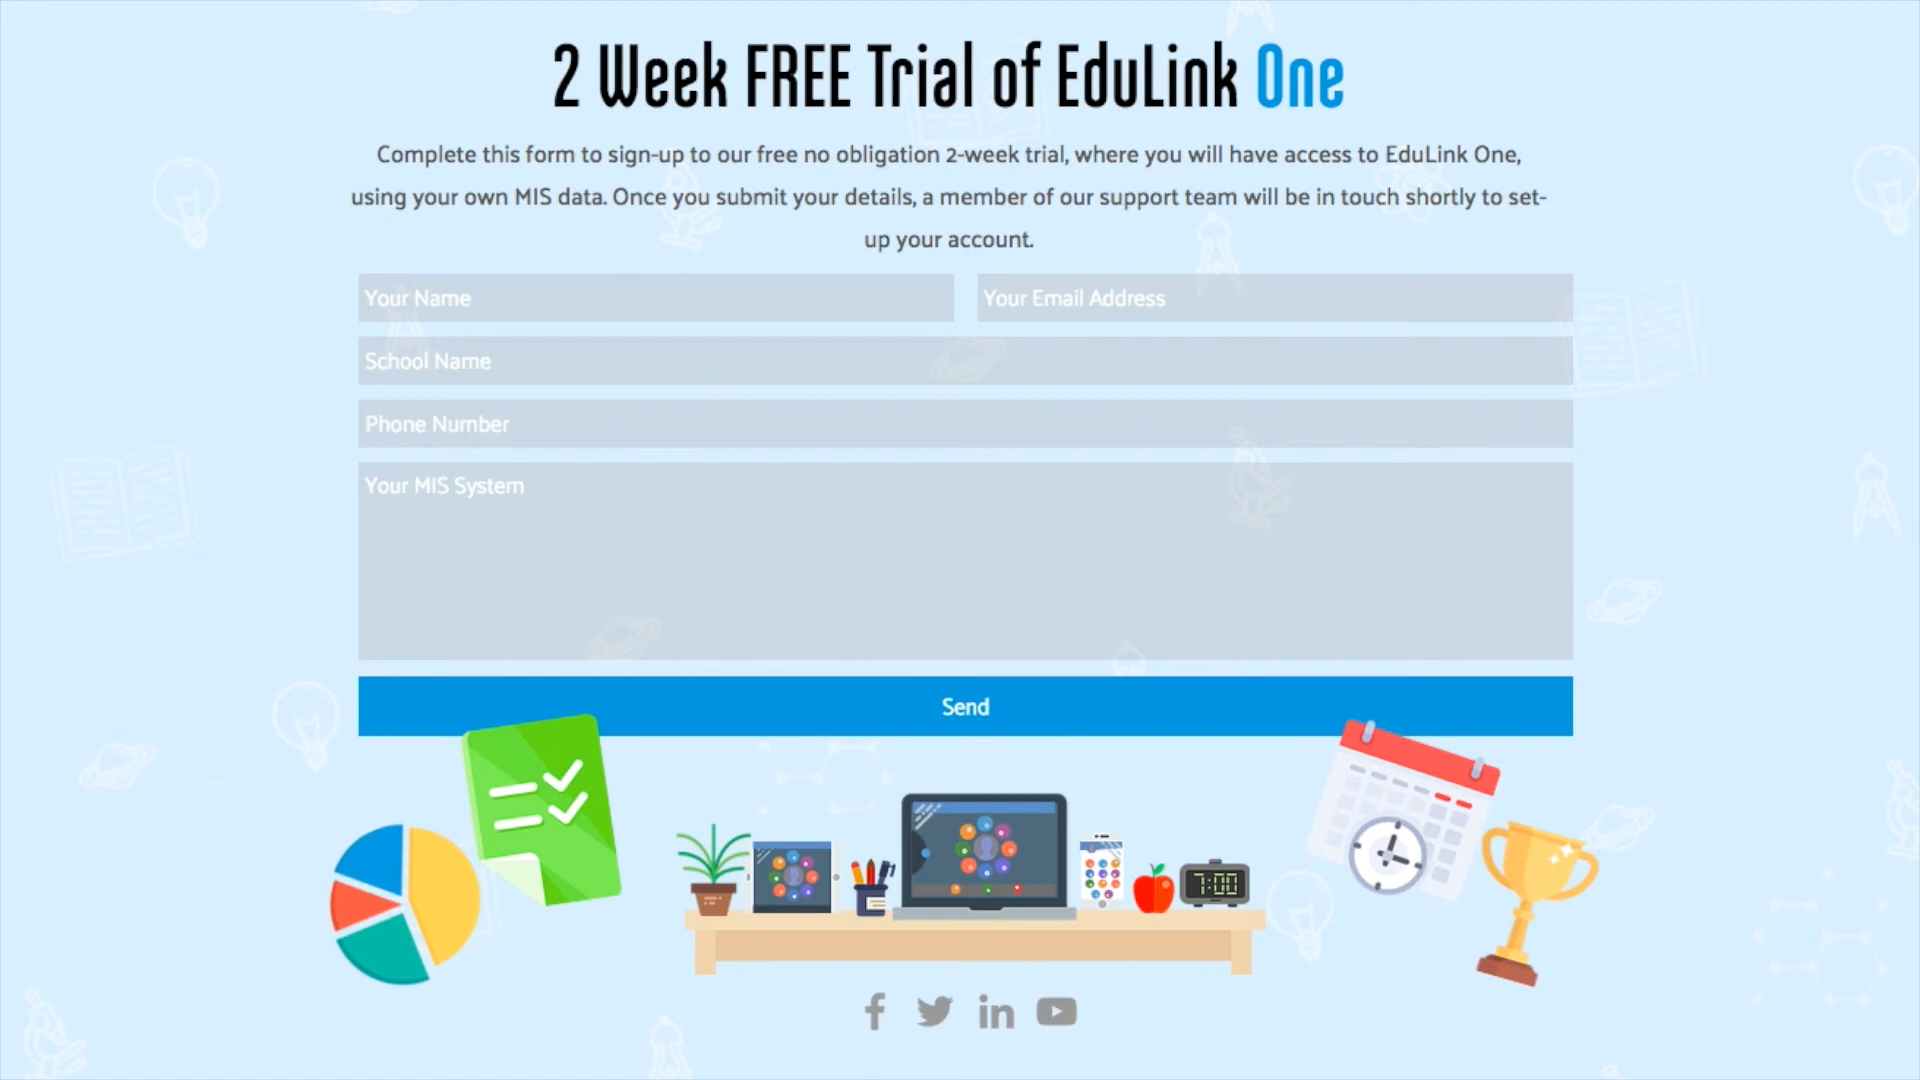 2 Week FREE Trial of EduLink One
Complete this form to sign-up to our free no obligation 2-week trial, where you will have access to EduLink One,
using your own MIS data. Once you submit your details, a member of our support team will be in touch shortly to set-
up your account.
Your Name
Your Email Address
School Name
Phone Number
Your MIS System
Send
7:00